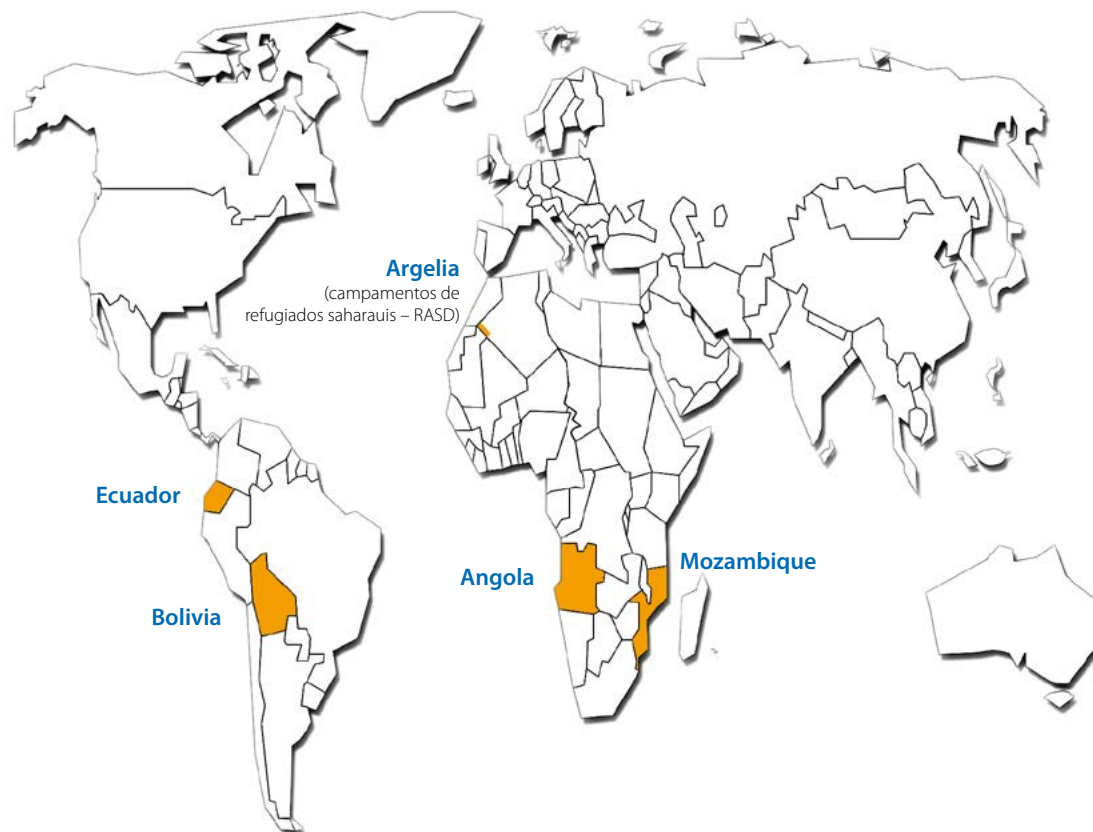 Argelia
(campamentos de
refugiados saharauis – RASD)
Ecuador
Mozambique
Angola
Bolivia